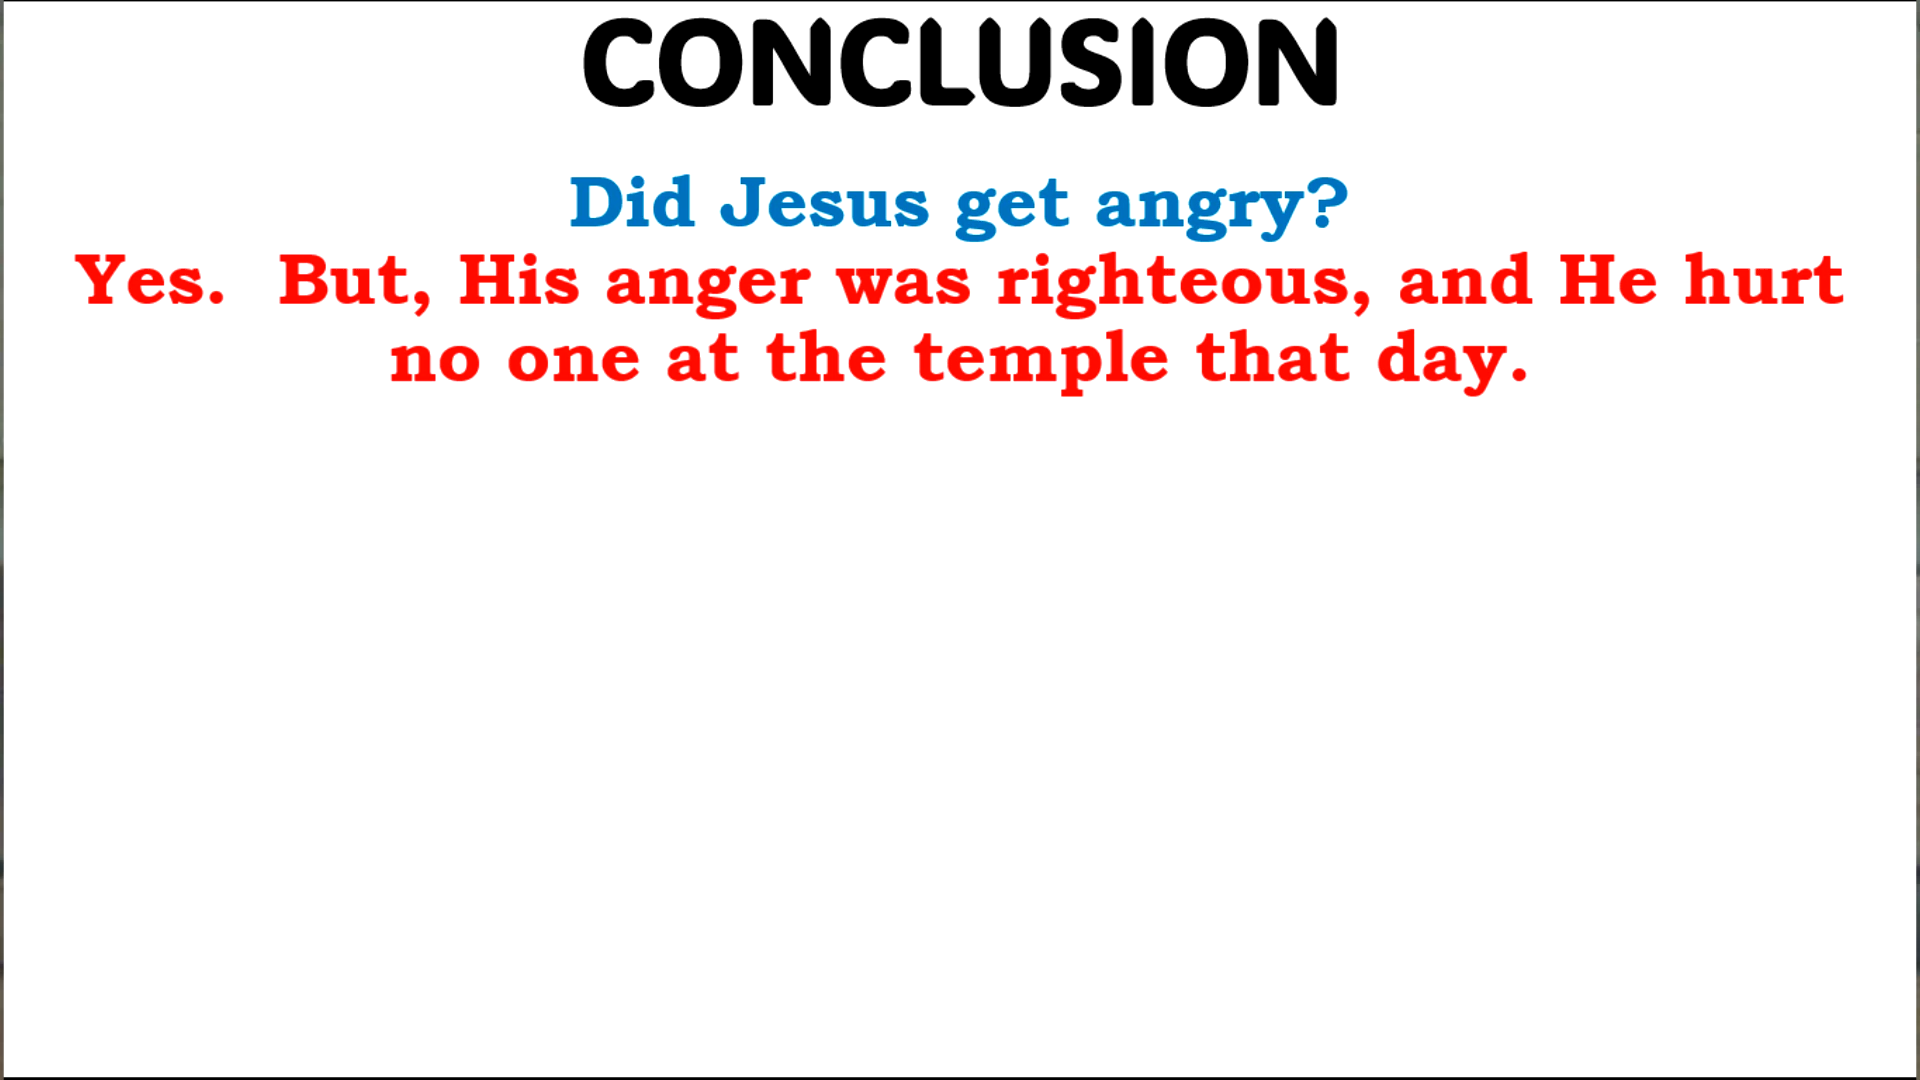 CONCLUSION
Did Jesus get angry?
Yes.  But, His anger was righteous, and He hurt
no one at the temple that day.